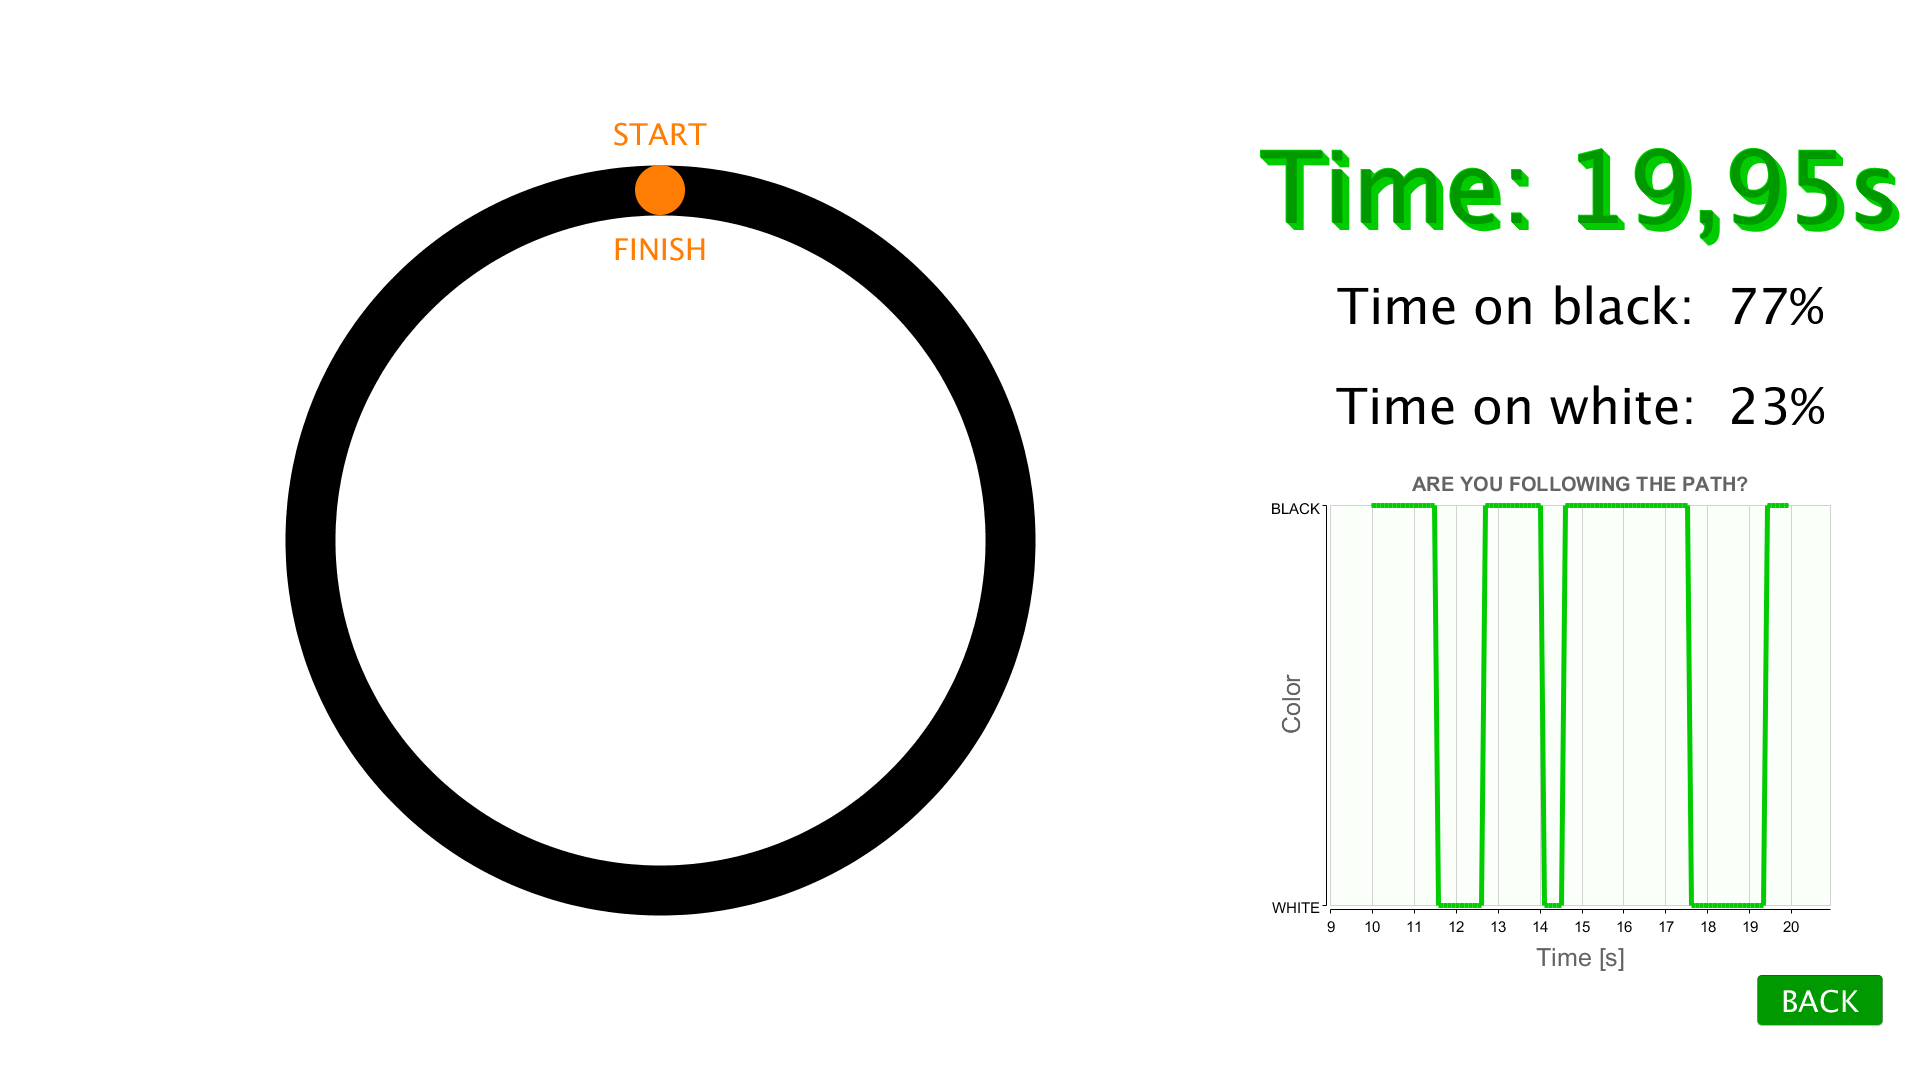 START
FINISH
Time: 19,95s
Time on black: 77%
Time on white: 23%
ARE YOU FOLLOWING THE PATH?
BLACK
Color
WHITE
9 10 11 12 13 14 15 16 17 18 19 20
Time [s]
BACK